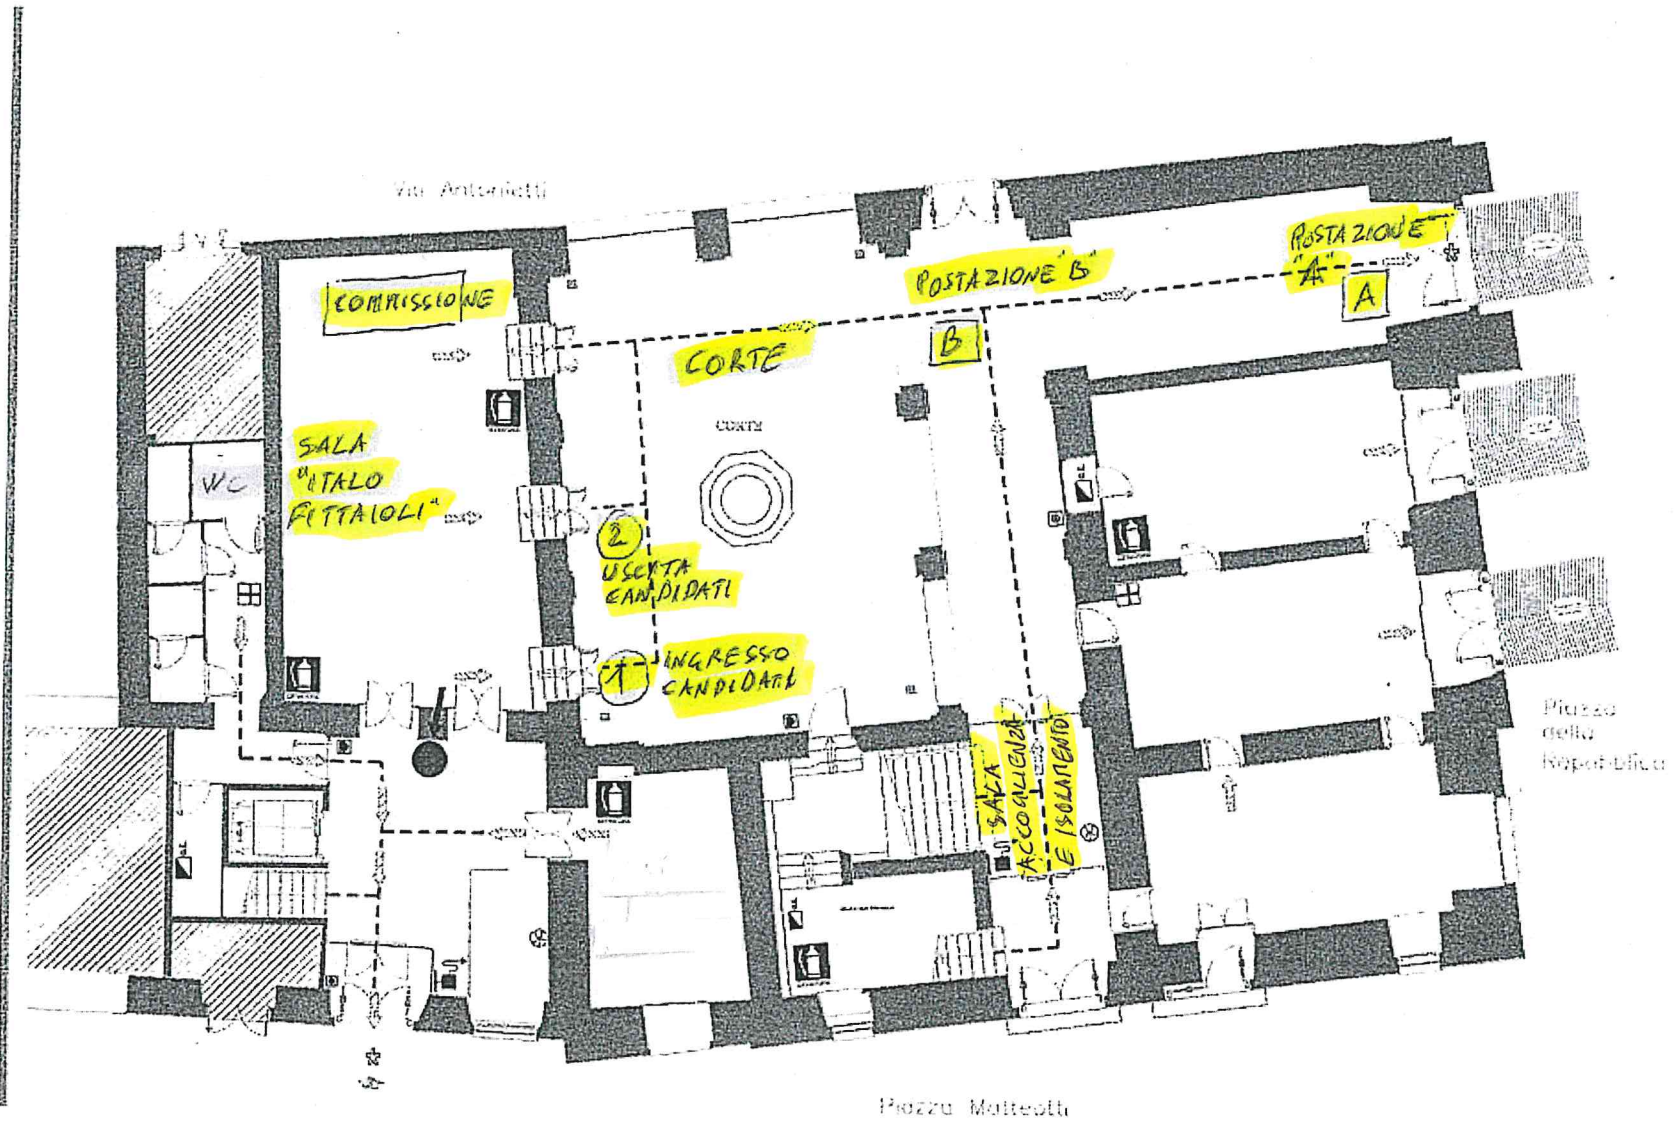 Via Antonietti
COMMISSIONE
POSTAZIONE "B"
POSTAZIONE
"A"
A
B
CORTE
CORTE
SALA
"ITALO
FITTAIOLI"
WC
2
USCITA
CANDIDATI
1
INGRESSO
CANDIDATI
SALA
ACCOGLIENZA
E ISOLAMENTO
Piazza
della
Repubblica
Piazza Matteotti